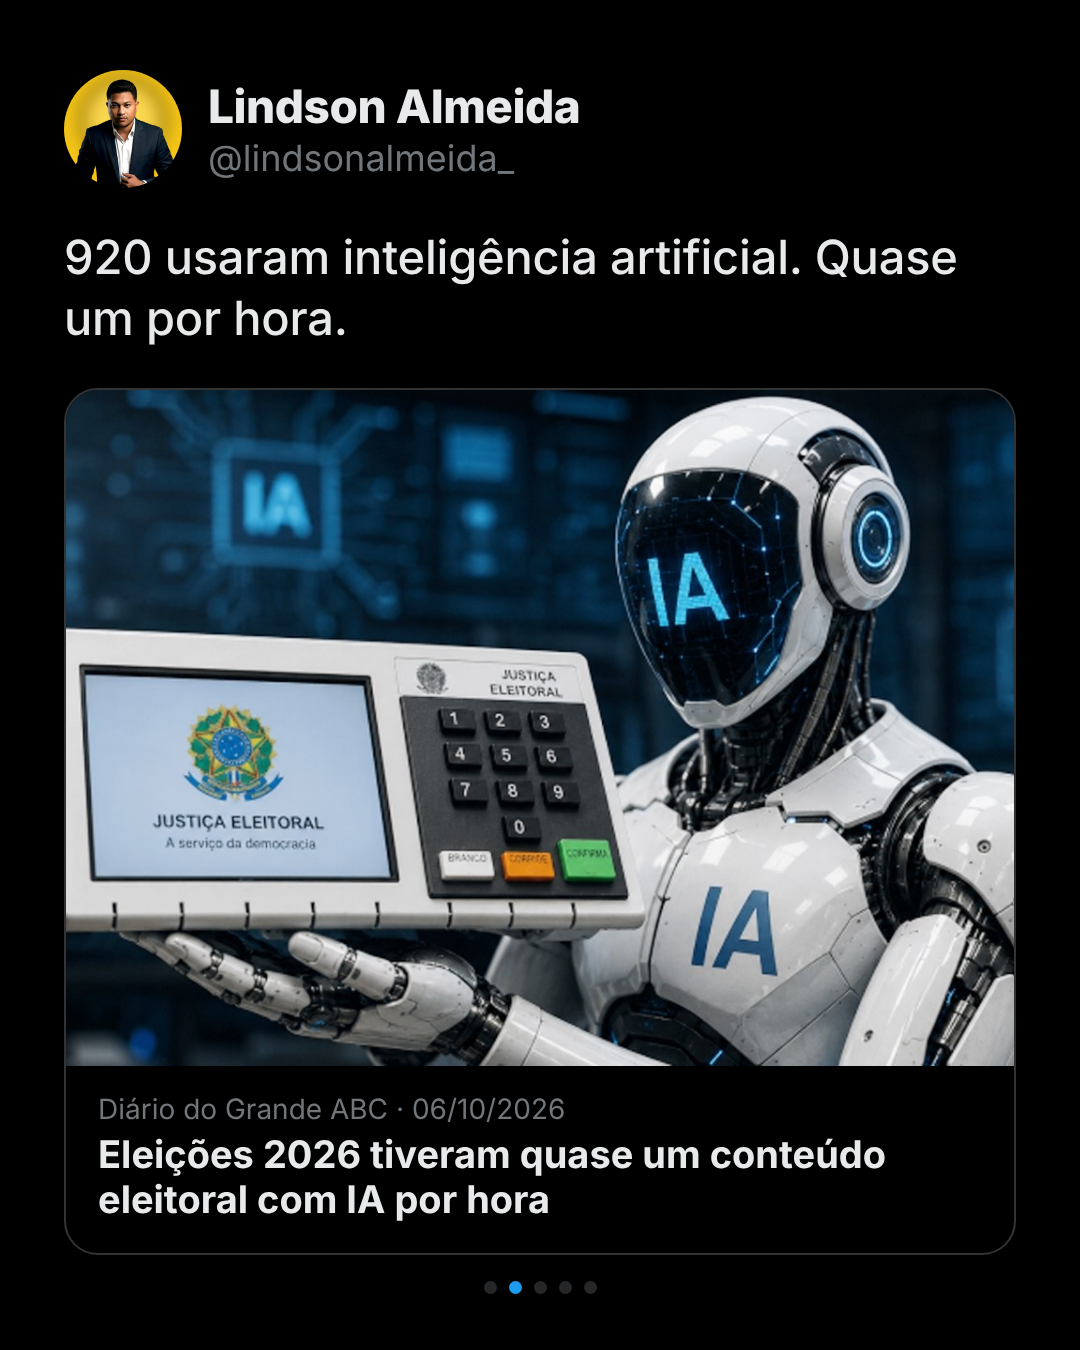 Lindson Almeida
@lindsonalmeida_
920 usaram inteligência artificial. Quase
um por hora.
IA
IA
JUSTIÇA
ELEITORAL
1 2 3
4 5 6
7 8 9
0
BRANCO CORRIGE CONFIRMA
JUSTIÇA ELEITORAL
A serviço da democracia
IA
Diário do Grande ABC · 06/10/2026
Eleições 2026 tiveram quase um conteúdo
eleitoral com IA por hora